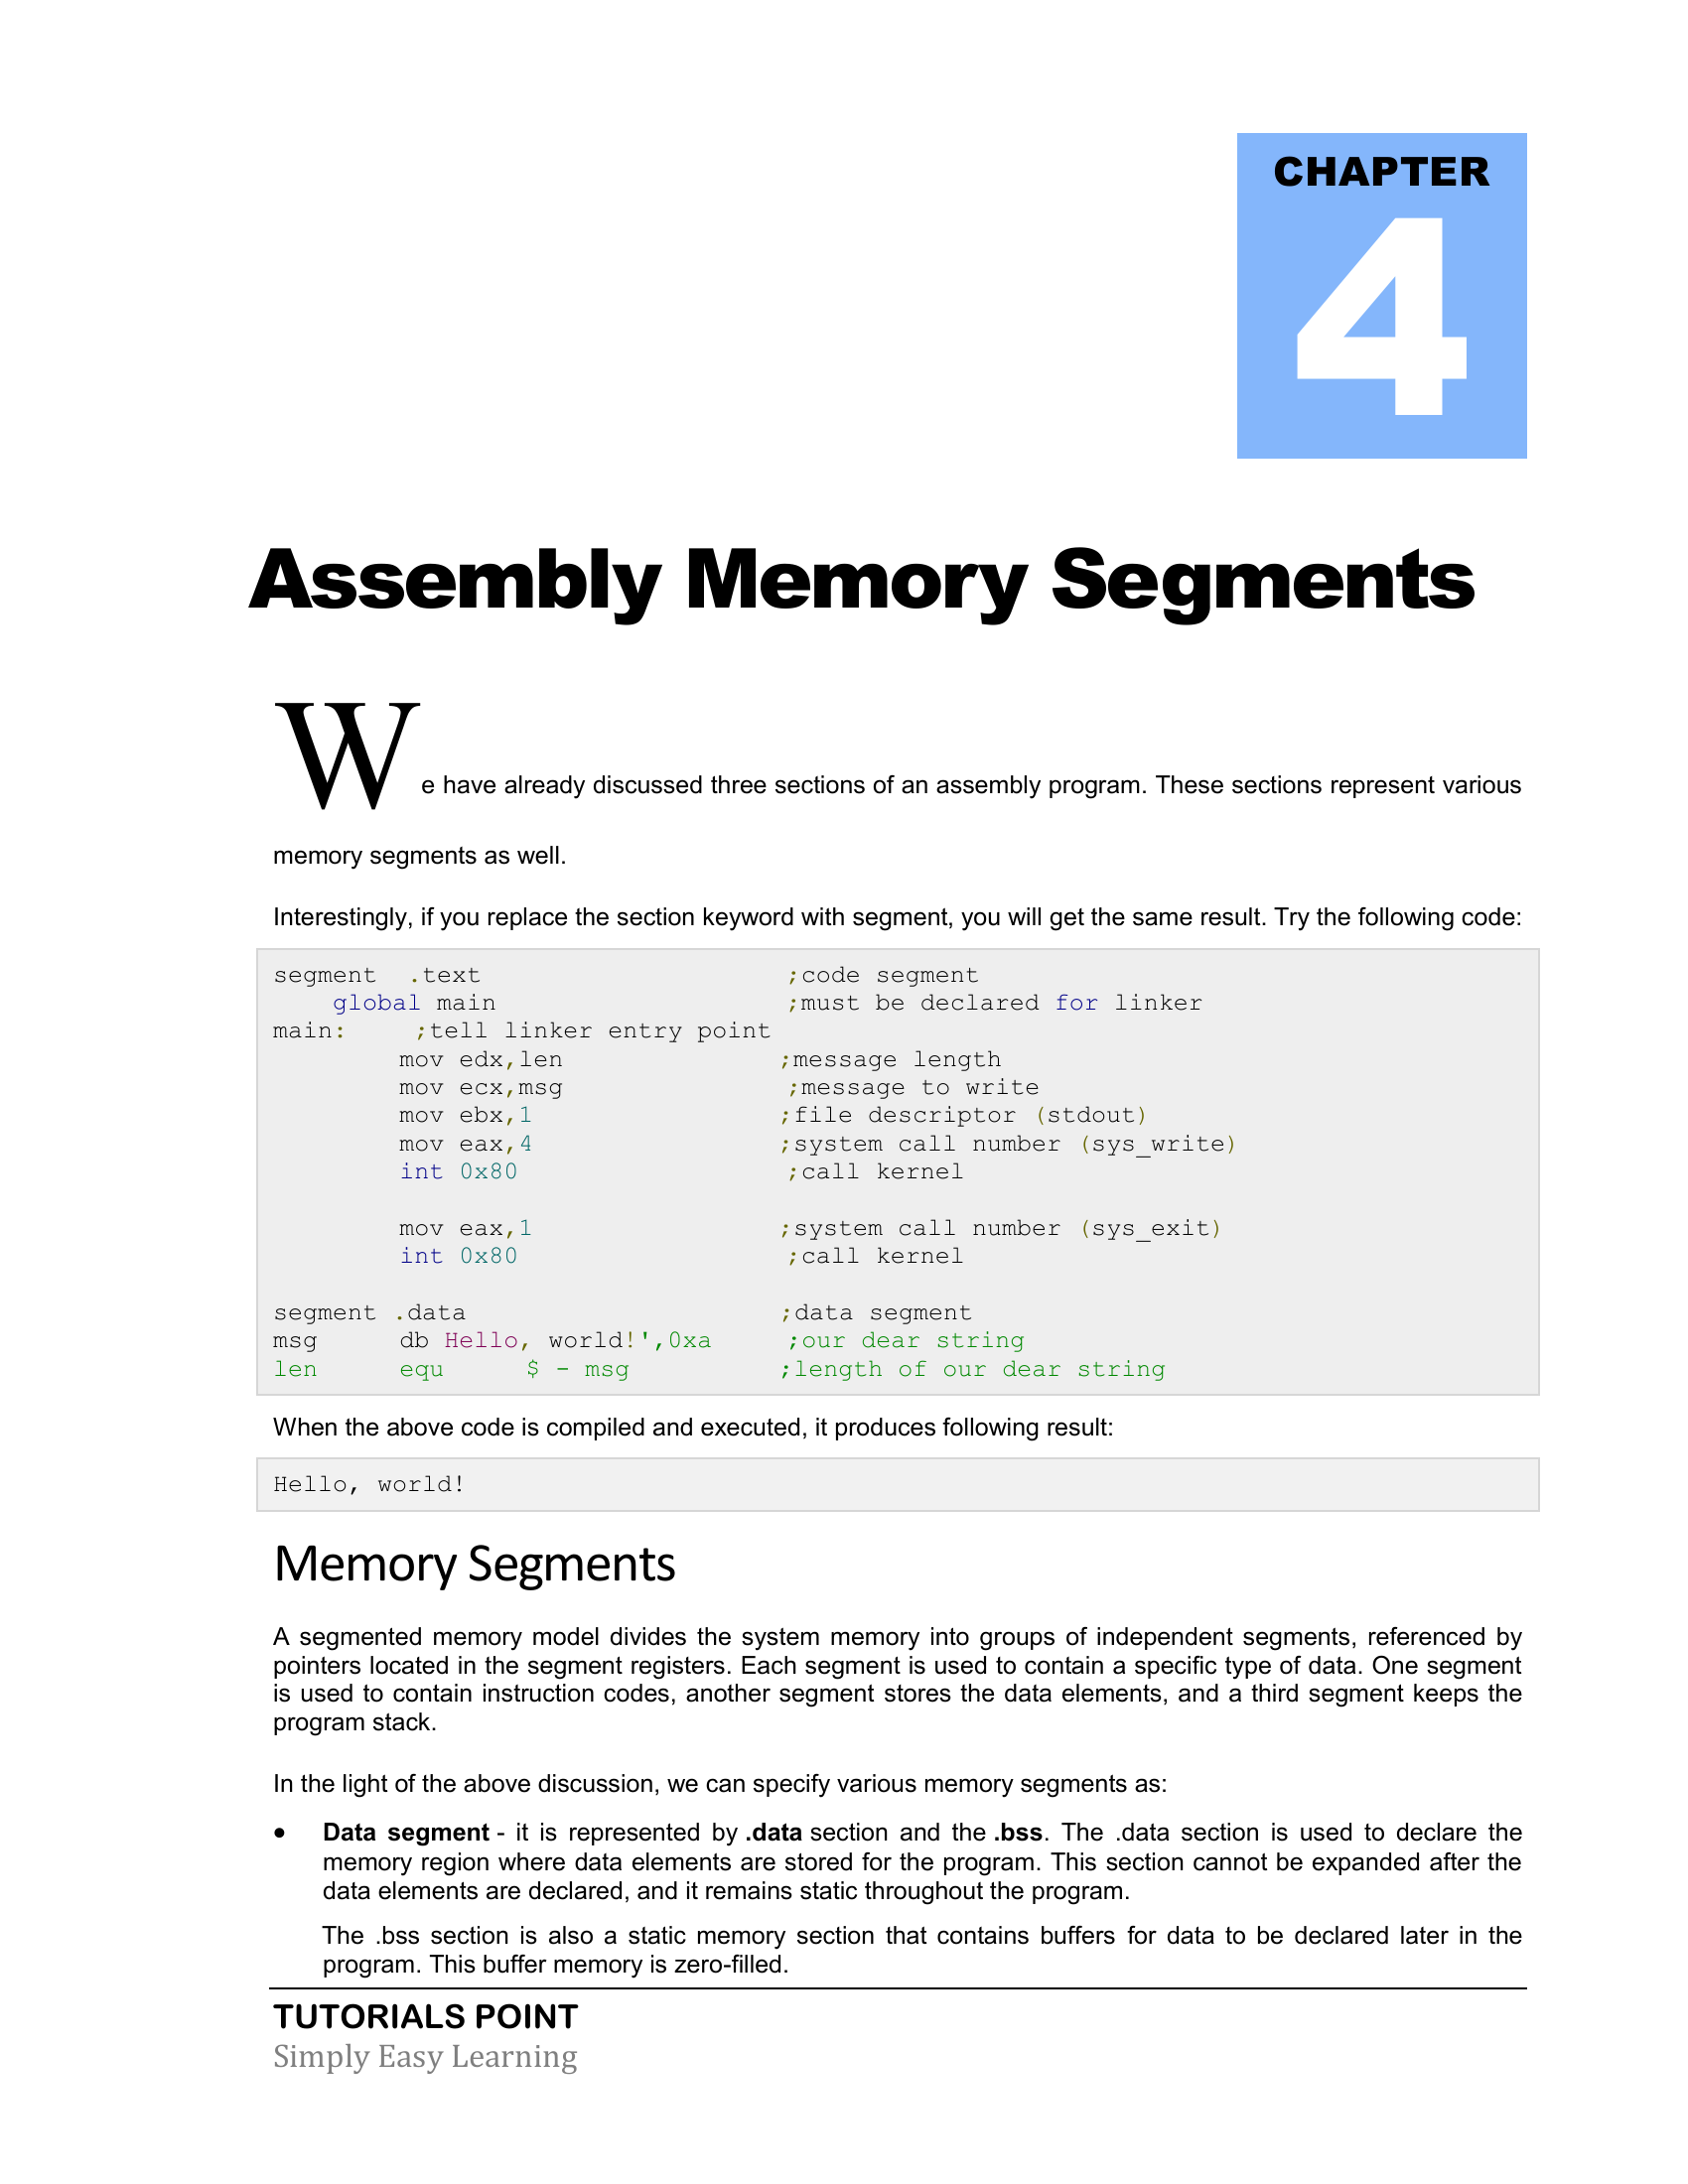 CHAPTER
4
Assembly Memory Segments
We have already discussed three sections of an assembly program. These sections represent various
memory segments as well.
Interestingly, if you replace the section keyword with segment, you will get the same result. Try the following code:
segment .text ;code segment
global main ;must be declared for linker
main: ;tell linker entry point
mov edx,len ;message length
mov ecx,msg ;message to write
mov ebx,1 ;file descriptor (stdout)
mov eax,4 ;system call number (sys_write)
int 0x80 ;call kernel
mov eax,1 ;system call number (sys_exit)
int 0x80 ;call kernel
segment .data ;data segment
msg db Hello, world!',0xa ;our dear string
len equ $ - msg ;length of our dear string
When the above code is compiled and executed, it produces following result:
Hello, world!
Memory Segments
A segmented memory model divides the system memory into groups of independent segments, referenced by
pointers located in the segment registers. Each segment is used to contain a specific type of data. One segment
is used to contain instruction codes, another segment stores the data elements, and a third segment keeps the
program stack.
In the light of the above discussion, we can specify various memory segments as:
• Data segment - it is represented by .data section and the .bss. The .data section is used to declare the
memory region where data elements are stored for the program. This section cannot be expanded after the
data elements are declared, and it remains static throughout the program.
The .bss section is also a static memory section that contains buffers for data to be declared later in the
program. This buffer memory is zero-filled.
TUTORIALS POINT
Simply Easy Learning